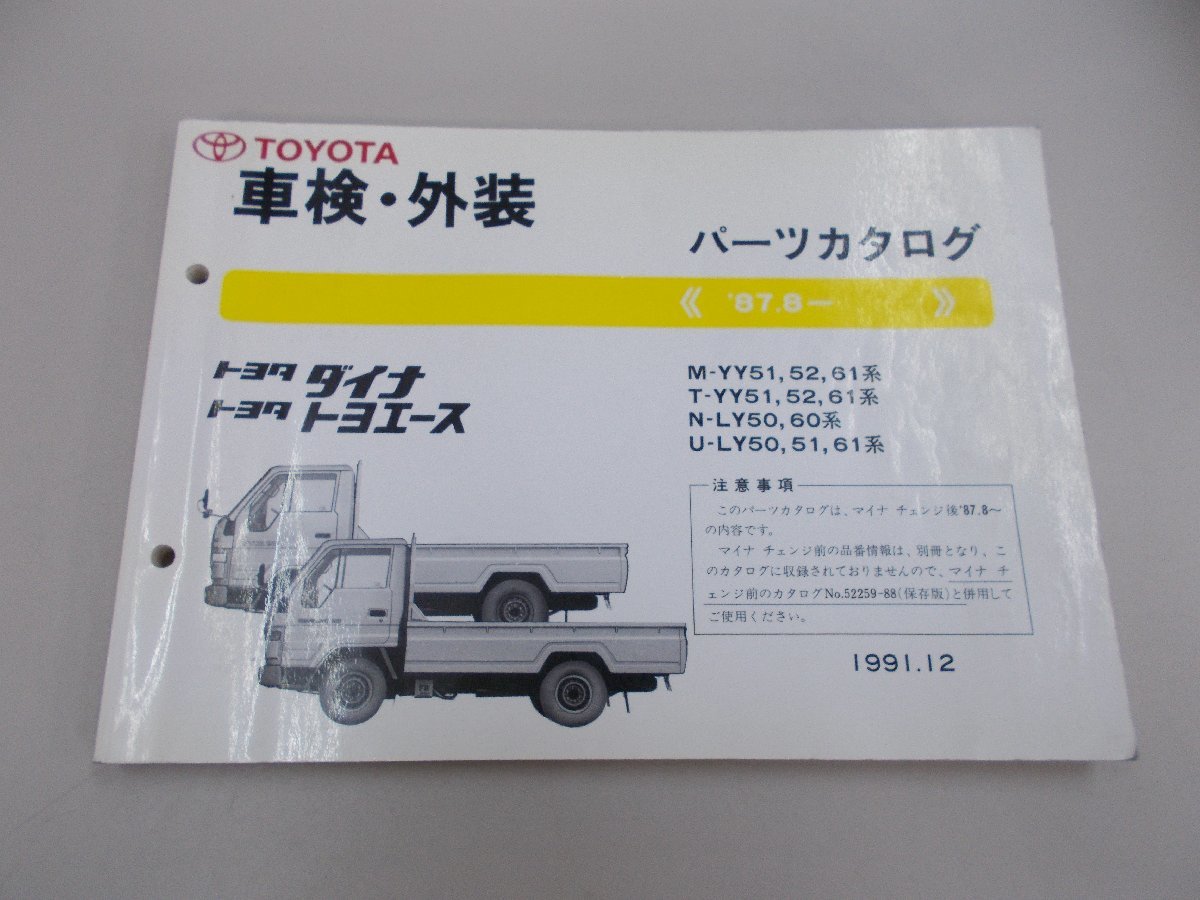 TOYOTA
車検・外装
パーツカタログ
《 '87.8ー 》
トヨタ ダイナ
トヨタ トヨエース
M-YY51, 52, 61系
T-YY51, 52, 61系
N-LY50, 60系
U-LY50, 51, 61系
注意事項
このパーツカタログは、マイナ チェンジ後'87.8〜
の内容です。
マイナ チェンジ前の品番情報は、別冊となり、こ
のカタログに収録されておりませんので、マイナ チ
ェンジ前のカタログNo.52259-88(保存版)と併用して
ご使用ください。
1991.12